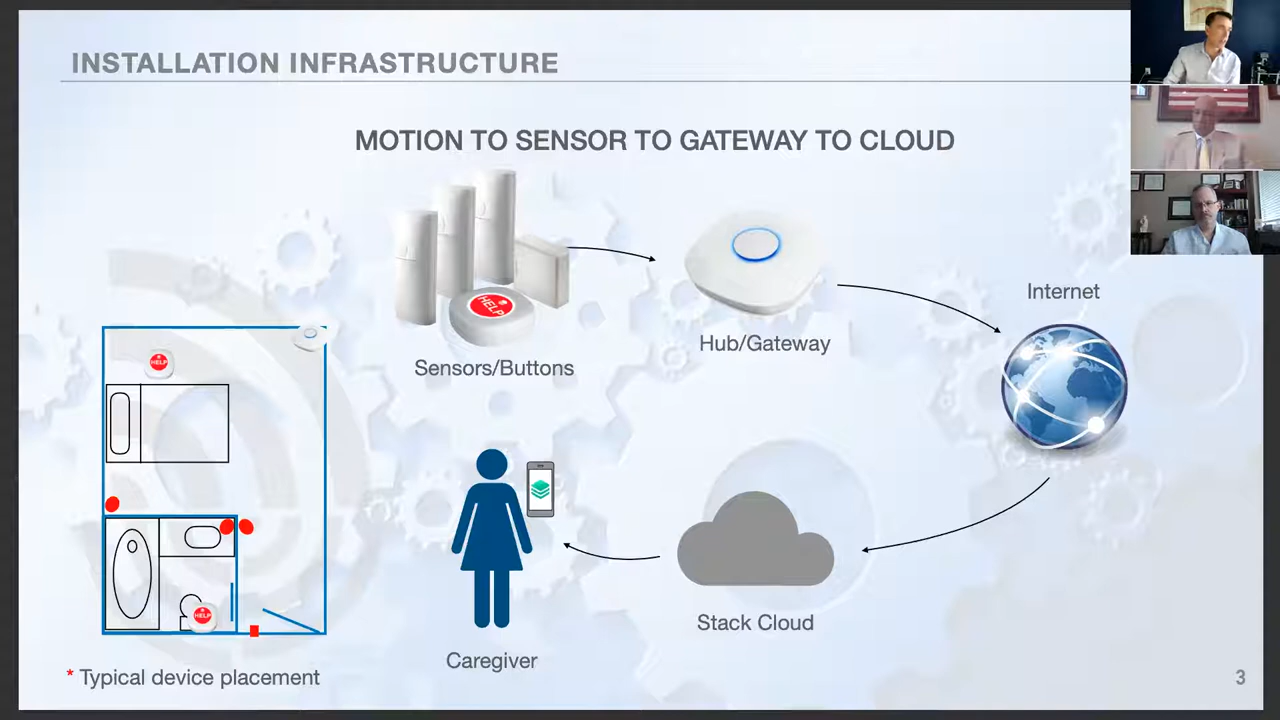 INSTALLATION INFRASTRUCTURE
MOTION TO SENSOR TO GATEWAY TO CLOUD
HELP
Sensors/Buttons
Hub/Gateway
Internet
HELP
HELP
Stack Cloud
Caregiver
* Typical device placement
3